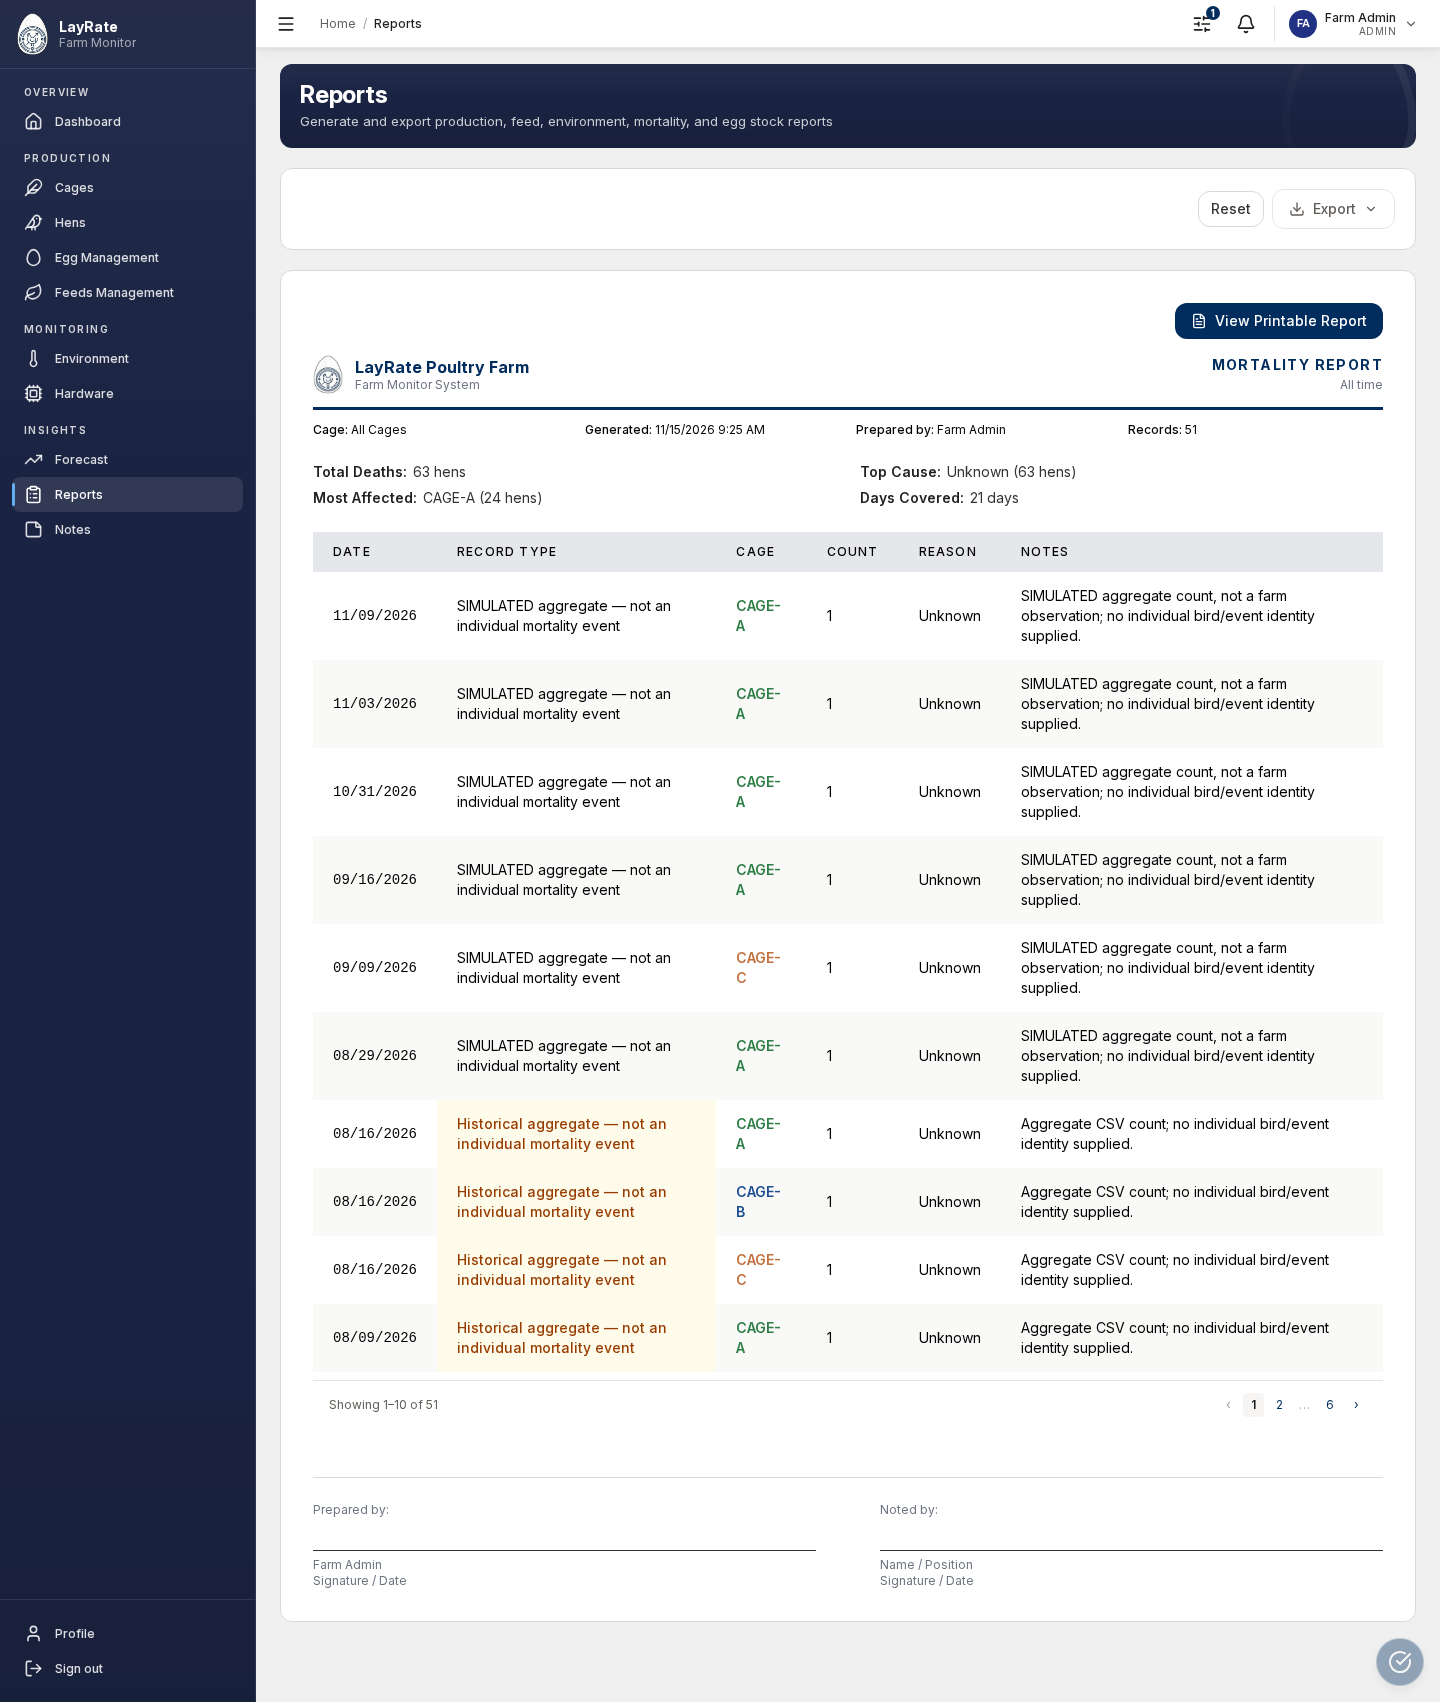 LayRate
Farm Monitor
OVERVIEW
Dashboard
PRODUCTION
Cages
Hens
Egg Management
Feeds Management
MONITORING
Environment
Hardware
INSIGHTS
Forecast
Reports
Notes
Profile
Sign out
Home / Reports
1
FA
Farm Admin
ADMIN
Reports
Generate and export production, feed, environment, mortality, and egg stock reports
Reset
Export
View Printable Report
LayRate Poultry Farm
Farm Monitor System
MORTALITY REPORT
All time
Cage: All Cages Generated: 11/15/2026 9:25 AM Prepared by: Farm Admin Records: 51
Total Deaths: 63 hens Top Cause: Unknown (63 hens)
Most Affected: CAGE-A (24 hens) Days Covered: 21 days
DATE RECORD TYPE CAGE COUNT REASON NOTES
11/09/2026 SIMULATED aggregate — not an individual mortality event CAGE-A 1 Unknown SIMULATED aggregate count, not a farm observation; no individual bird/event identity supplied.
11/03/2026 SIMULATED aggregate — not an individual mortality event CAGE-A 1 Unknown SIMULATED aggregate count, not a farm observation; no individual bird/event identity supplied.
10/31/2026 SIMULATED aggregate — not an individual mortality event CAGE-A 1 Unknown SIMULATED aggregate count, not a farm observation; no individual bird/event identity supplied.
09/16/2026 SIMULATED aggregate — not an individual mortality event CAGE-A 1 Unknown SIMULATED aggregate count, not a farm observation; no individual bird/event identity supplied.
09/09/2026 SIMULATED aggregate — not an individual mortality event CAGE-C 1 Unknown SIMULATED aggregate count, not a farm observation; no individual bird/event identity supplied.
08/29/2026 SIMULATED aggregate — not an individual mortality event CAGE-A 1 Unknown SIMULATED aggregate count, not a farm observation; no individual bird/event identity supplied.
08/16/2026 Historical aggregate — not an individual mortality event CAGE-A 1 Unknown Aggregate CSV count; no individual bird/event identity supplied.
08/16/2026 Historical aggregate — not an individual mortality event CAGE-B 1 Unknown Aggregate CSV count; no individual bird/event identity supplied.
08/16/2026 Historical aggregate — not an individual mortality event CAGE-C 1 Unknown Aggregate CSV count; no individual bird/event identity supplied.
08/09/2026 Historical aggregate — not an individual mortality event CAGE-A 1 Unknown Aggregate CSV count; no individual bird/event identity supplied.
Showing 1–10 of 51 ‹ 1 2 … 6 ›
Prepared by: Noted by:
Farm Admin Name / Position
Signature / Date Signature / Date